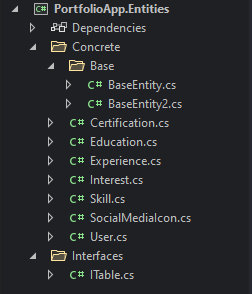 C# PortfolioApp.Entities
Dependencies
Concrete
Base
C# BaseEntity.cs
C# BaseEntity2.cs
C# Certification.cs
C# Education.cs
C# Experience.cs
C# Interest.cs
C# Skill.cs
C# SocialMediaIcon.cs
C# User.cs
Interfaces
C# ITable.cs